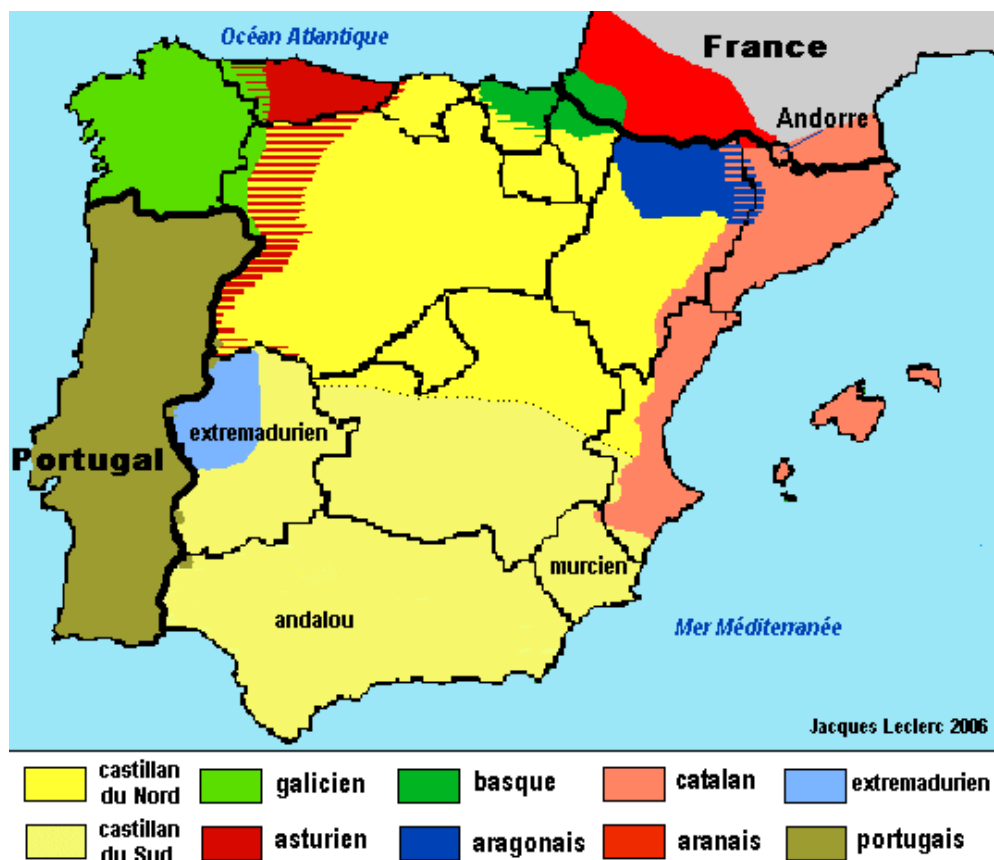 Océan Atlantique
France
Andorre
extremadurien
Portugal
murcien
andalou
Mer Méditerranée
Jacques Leclerc 2006
castillan
du Nord
galicien
basque
catalan
extremadurien
castillan
du Sud
asturien
aragonais
aranais
portugais